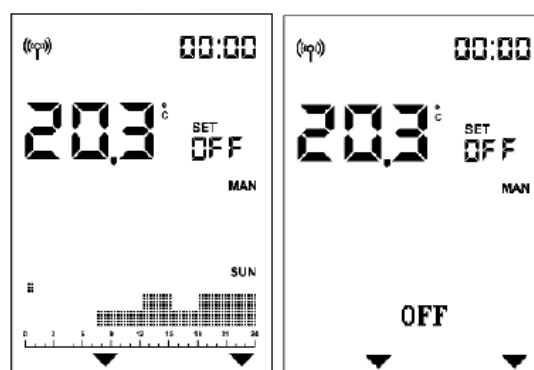 00:00
20.3 °C
SET
OFF
MAN
SUN
0 3 6 9 12 15 18 21 24
00:00
20.3 °C
SET
OFF
MAN
OFF